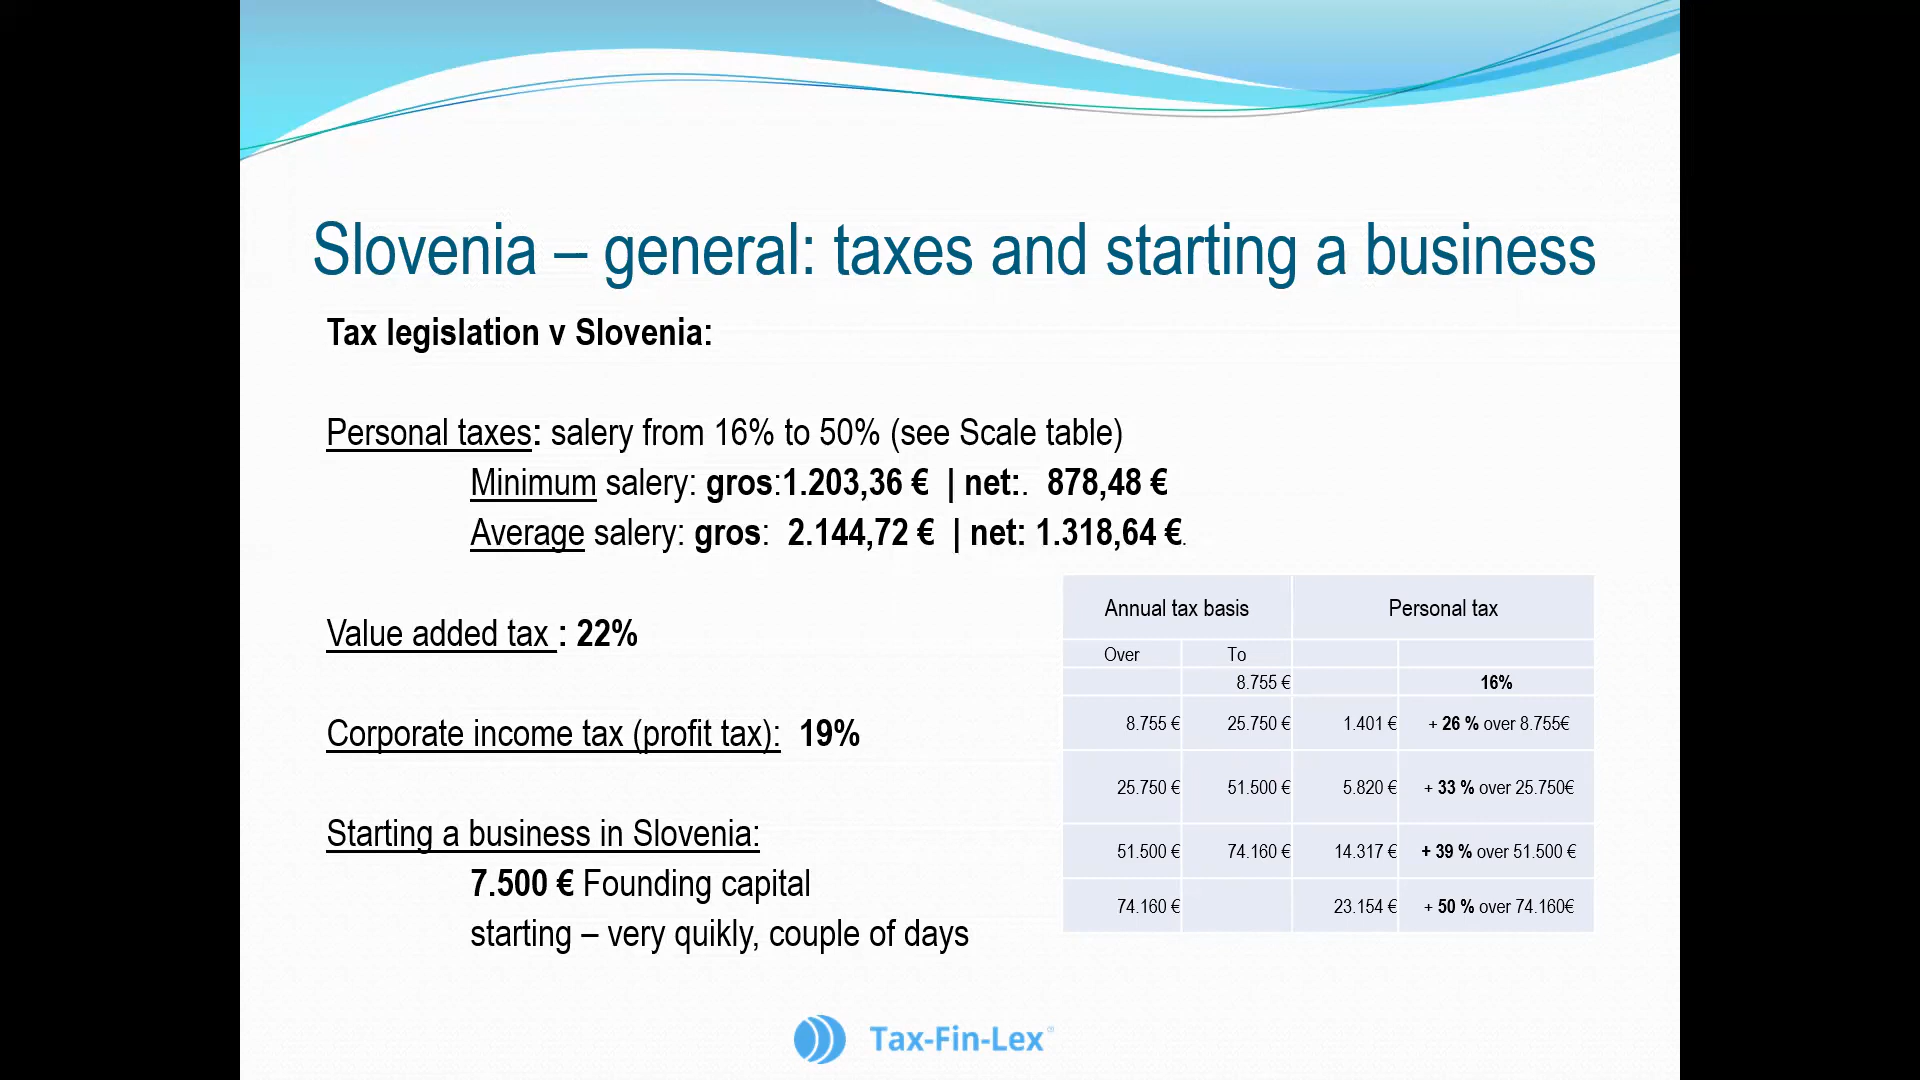 Slovenia – general: taxes and starting a business
Tax legislation v Slovenia:
Personal taxes: salery from 16% to 50% (see Scale table)
Minimum salery: gros:1.203,36 € | net:. 878,48 €
Average salery: gros: 2.144,72 € | net: 1.318,64 €.
Value added tax : 22%
Corporate income tax (profit tax): 19%
Starting a business in Slovenia:
7.500 € Founding capital
starting – very quikly, couple of days
Annual tax basis Personal tax
Over To
8.755 € 16%
8.755 € 25.750 € 1.401 € + 26 % over 8.755€
25.750 € 51.500 € 5.820 € + 33 % over 25.750€
51.500 € 74.160 € 14.317 € + 39 % over 51.500 €
74.160 € 23.154 € + 50 % over 74.160€
Tax-Fin-Lex®